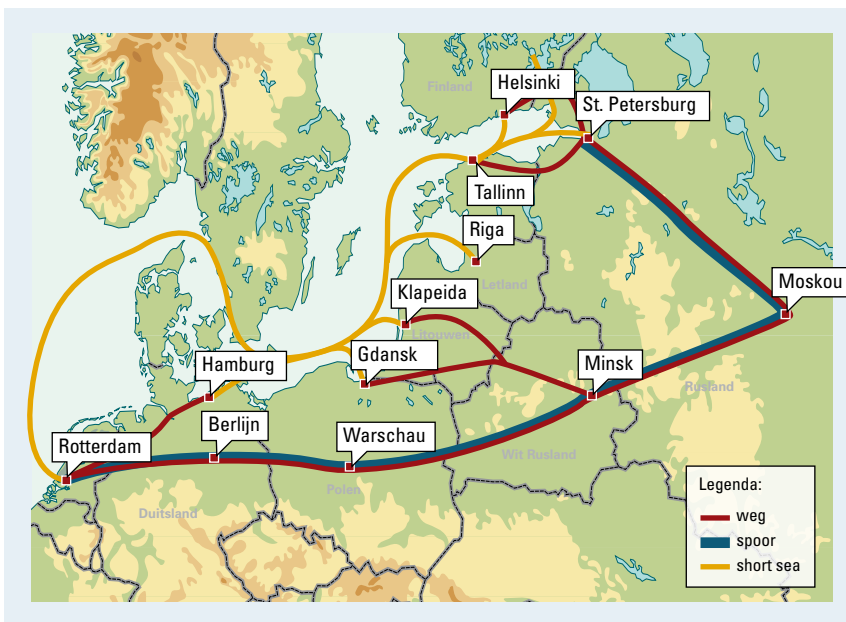 Finland
Helsinki
St. Petersburg
Tallinn
Riga
Letland
Moskou
Klapeida
Litouwen
Gdansk
Minsk
Hamburg
Rusland
Berlijn
Warschau
Rotterdam
Wit Rusland
Polen
Duitsland
Legenda:
weg
spoor
short sea